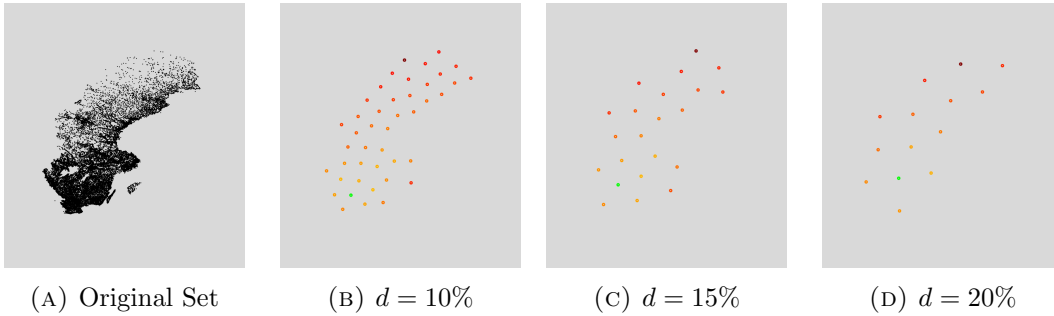 (A) Original Set
(B) d = 10%
(C) d = 15%
(D) d = 20%